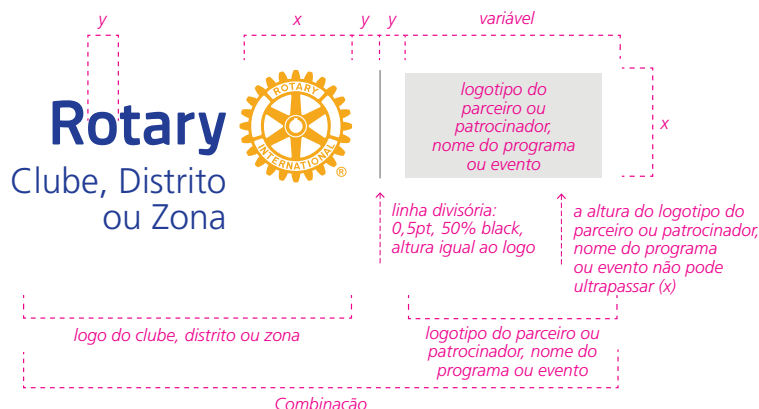 y
x
y
y
variável
Rotary
Clube, Distrito
ou Zona
ROTARY
INTERNATIONAL
®
logotipo do
parceiro ou
patrocinador,
nome do programa
ou evento
x
linha divisória:
0,5pt, 50% black,
altura igual ao logo
a altura do logotipo do
parceiro ou patrocinador,
nome do programa
ou evento não pode
ultrapassar (x)
logo do clube, distrito ou zona
logotipo do parceiro ou
patrocinador, nome do
programa ou evento
Combinação